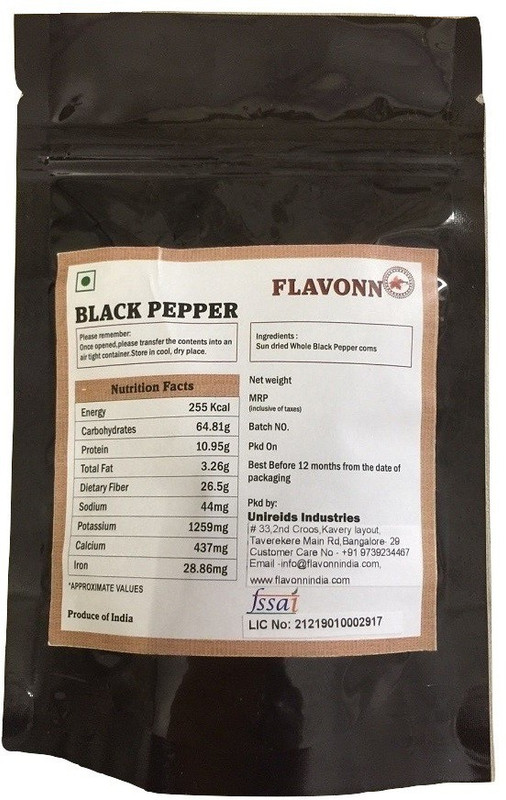 FLAVONN
BLACK PEPPER
Please remember:
Once opened,please transfer the contents into an
air tight container.Store in cool, dry place.
Ingredients :
Sun dried Whole Black Pepper corns
Nutrition Facts
Energy 255 Kcal
Carbohydrates 64.81g
Protein 10.95g
Total Fat 3.26g
Dietary Fiber 26.5g
Sodium 44mg
Potassium 1259mg
Calcium 437mg
Iron 28.86mg
*APPROXIMATE VALUES
Produce of India
Net weight
MRP
(inclusive of taxes)
Batch NO.
Pkd On
Best Before 12 months from the date of
packaging
Pkd by:
Unireids Industries
# 33,2nd Croos,Kavery layout,
Taverekere Main Rd,Bangalore- 29
Customer Care No - +91 9739234467
Email -info@flavonnindia.com,
www.flavonnindia.com
fssai
LIC No: 21219010002917